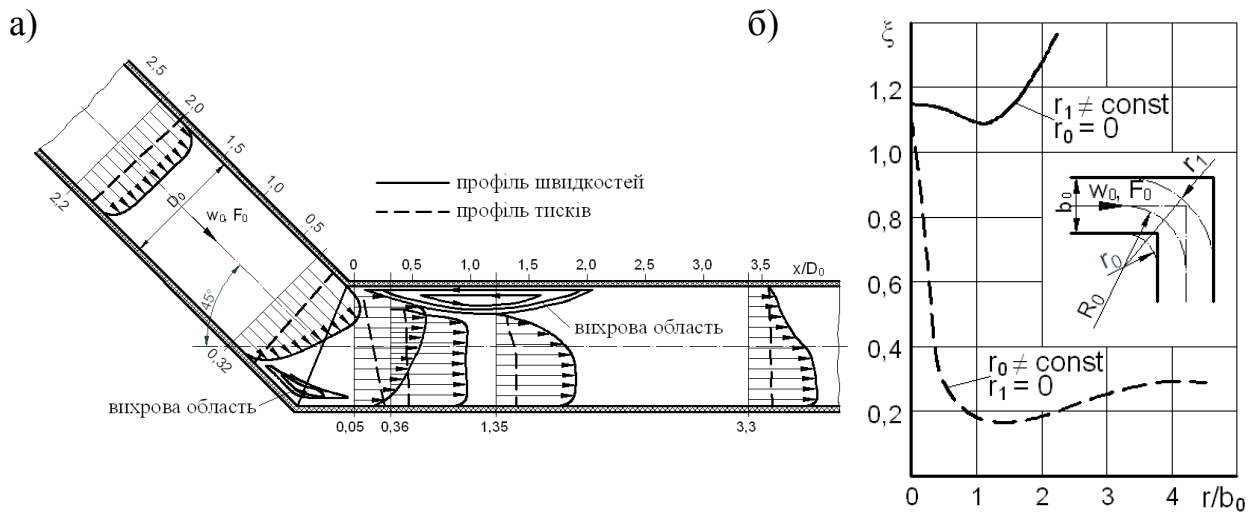 а)
2,5
2,0
1,5
1,0
0,5
2,2
D₀
w₀, F₀
45°
0,32
профіль швидкостей
профіль тисків
0
0,5
1,0
1,5
2,0
2,5
3,0
3,5
x/D₀
вихрова область
вихрова область
0,05
0,36
1,35
3,3
б)
ξ
1,2
1,0
0,8
0,6
0,4
0,2
r₁ ≠ const
r₀ = 0
b₀
w₀, F₀
r₁
r₀
R₀
r₀ ≠ const
r₁ = 0
0
1
2
3
4
r/b₀